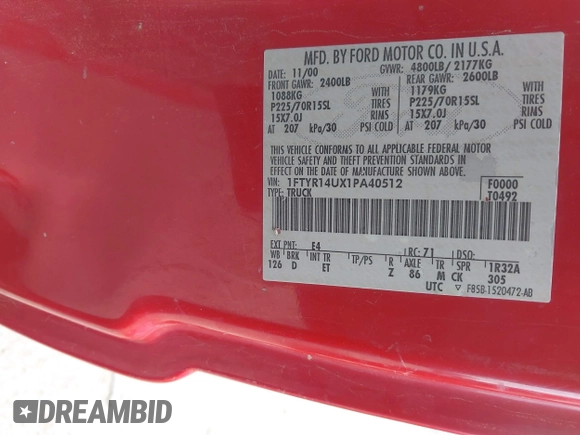 MFD. BY FORD MOTOR CO. IN U.S.A.
DATE: 11/00 GVWR: 4800LB/ 2177KG
FRONT GAWR: 2400LB REAR GAWR: 2600LB
1088KG WITH 1179KG WITH
P225/70R15SL TIRES P225/70R15SL TIRES
15X7.0J RIMS 15X7.0J RIMS
AT 207 kPa/30 PSI COLD AT 207 kPa/30 PSI COLD
THIS VEHICLE CONFORMS TO ALL APPLICABLE FEDERAL MOTOR
VEHICLE SAFETY AND THEFT PREVENTION STANDARDS IN
EFFECT ON THE DATE OF MANUFACTURE SHOWN ABOVE.
VIN: 1FTYR14UX1PA40512 F0000
TYPE: TRUCK T0492
EXT PNT: E4 RC: 71 DSO:
WB BRK INT TR TP/PS R AXLE TR SPR 1R32A
126 D ET Z 86 M CK 305
UTC ▽ F85B-1520472-AB
DREAMBID